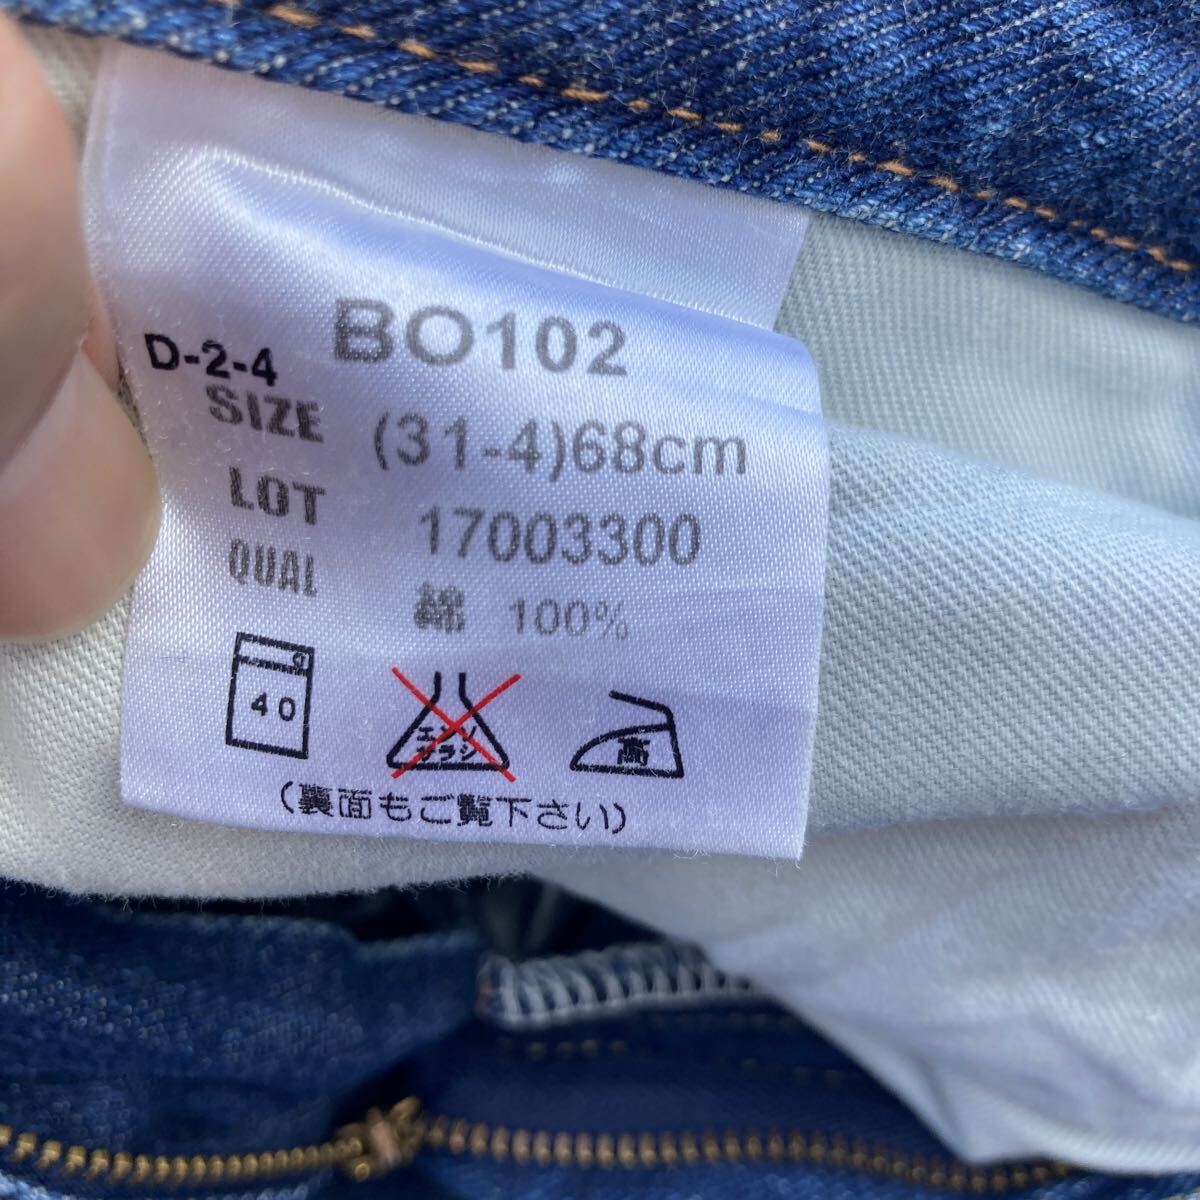 BO102
D-2-4
SIZE (31-4)68cm
LOT 17003300
QUAL 綿 100%
40
エンソ
サラシ
高
(裏面もご覧下さい)